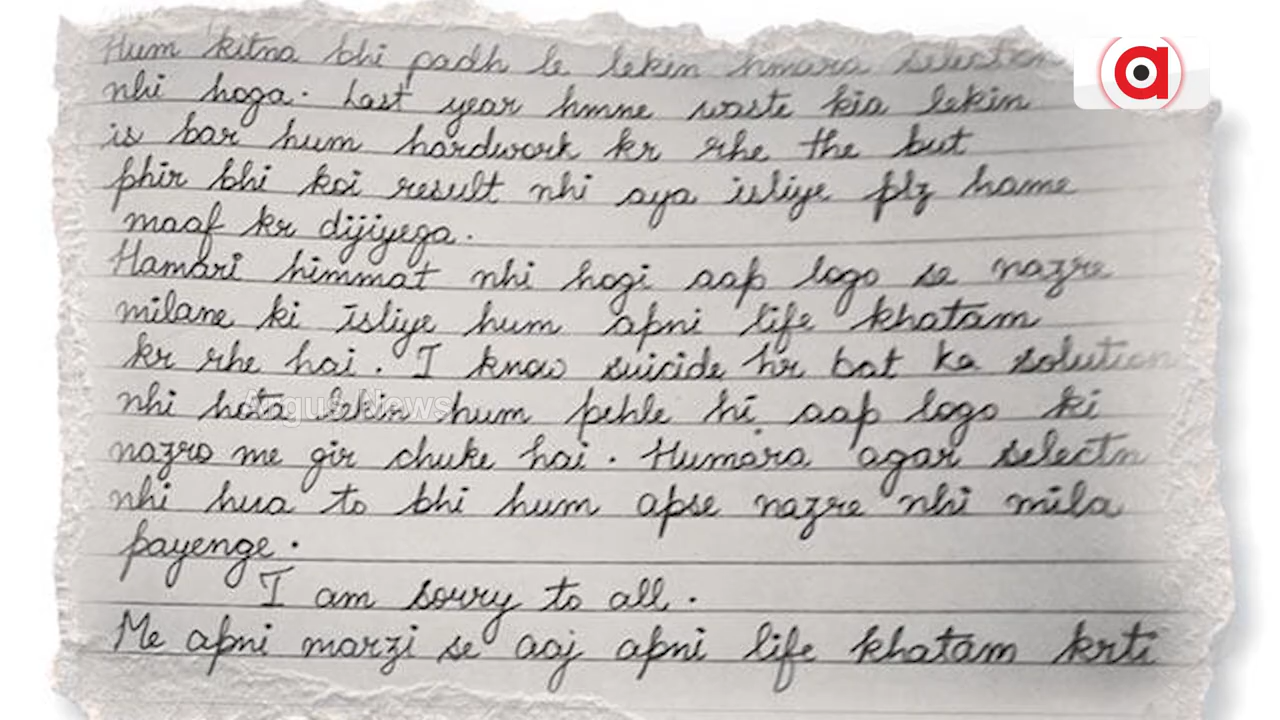 Hum kitna bhi padh le lekin hmara selection
nhi hoga. Last year hmne waste kia lekin
is bar hum hardwork kr rhe the but
phir bhi koi result nhi aya isliye plz hame
maaf kr dijiyega.
Hamari himmat nhi hogi aap logo se nazre
milane ki isliye hum apni life khatam
kr rhe hai. I know suicide hr bat ka solution
nhi hota lekin hum pehle hi aap logo ki
nazro me gir chuke hai. Humara agar selectn
nhi hua to bhi hum apse nazre nhi mila
payenge.
I am sorry to all.
Me apni marzi se aaj apni life khatam krti
a
Argus News